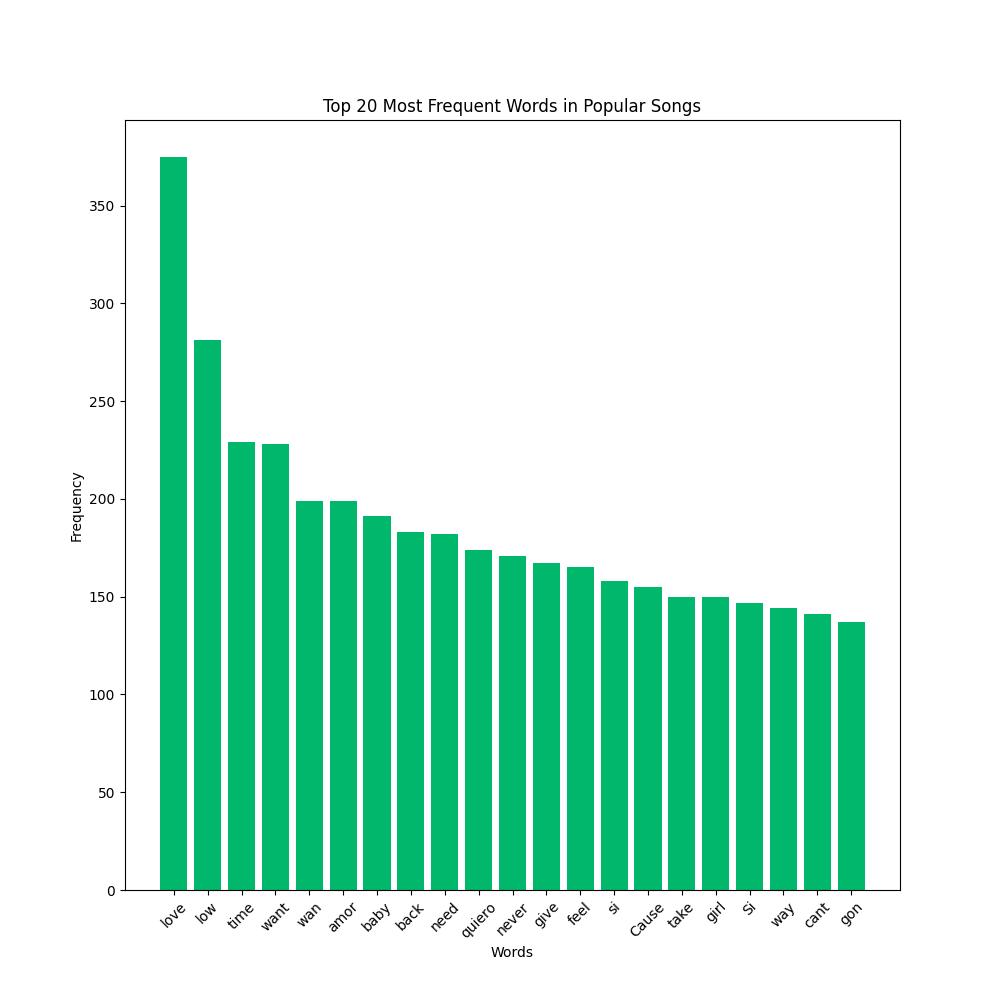 Top 20 Most Frequent Words in Popular Songs
Frequency
350
300
250
200
150
100
50
0
love low time want wan amor baby back need quiero never give feel si Cause take girl Si way cant gon
Words